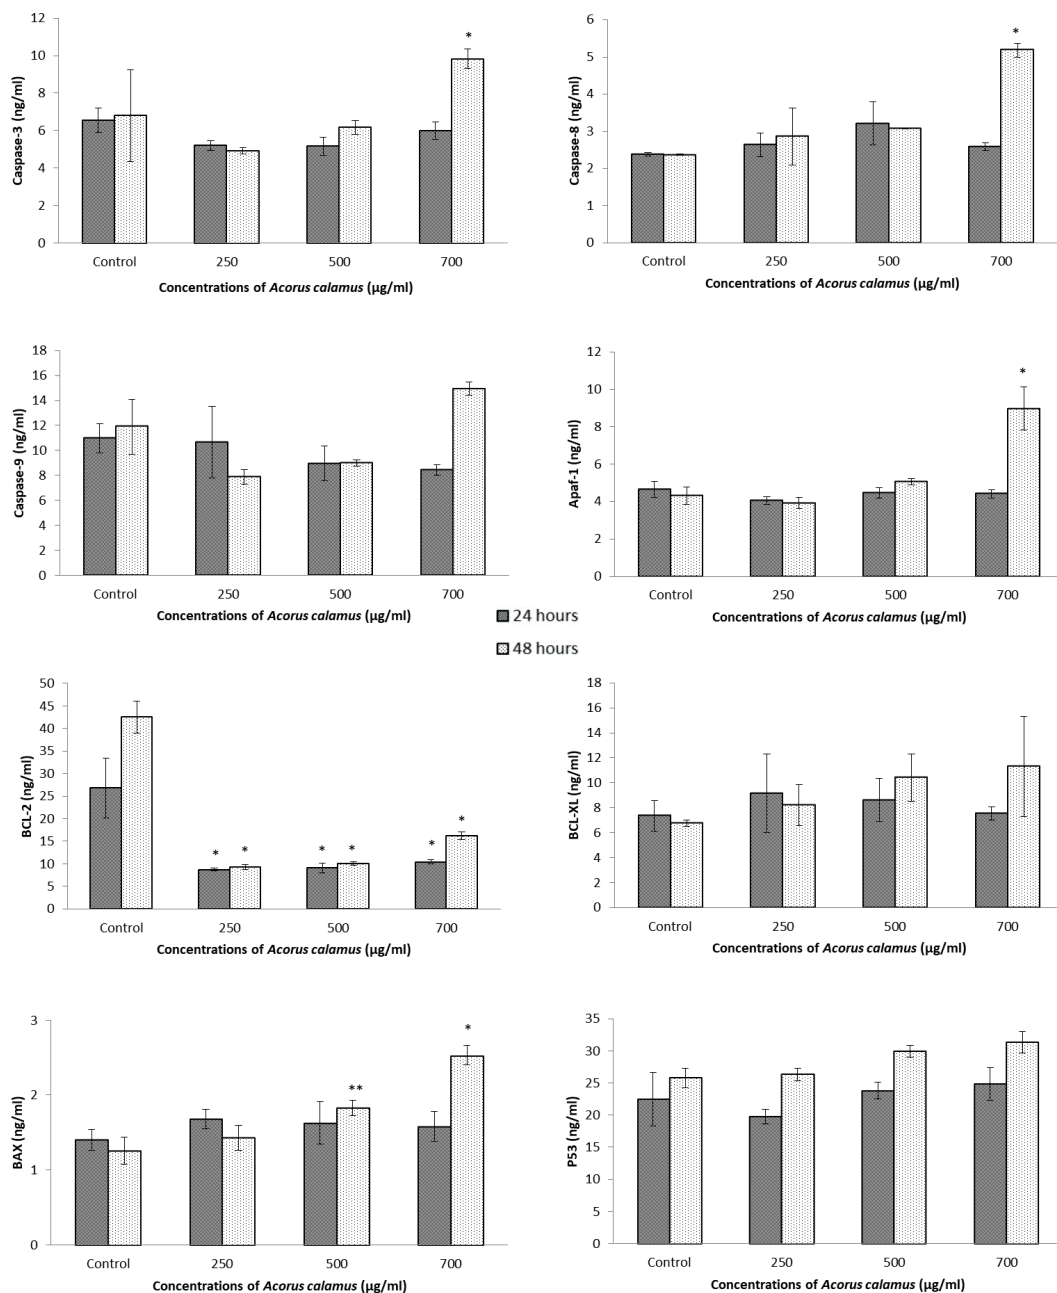 Caspase-3 (ng/ml)
12
10
8
6
4
2
0
*
Control 250 500 700
Concentrations of Acorus calamus (µg/ml)
Caspase-8 (ng/ml)
6
5
4
3
2
1
0
*
Control 250 500 700
Concentrations of Acorus calamus (µg/ml)
Caspase-9 (ng/ml)
18
16
14
12
10
8
6
4
2
0
Control 250 500 700
Concentrations of Acorus calamus (µg/ml)
Apaf-1 (ng/ml)
12
10
8
6
4
2
0
*
Control 250 500 700
Concentrations of Acorus calamus (µg/ml)
24 hours
48 hours
BCL-2 (ng/ml)
50
45
40
35
30
25
20
15
10
5
0
* * * * * *
Control 250 500 700
Concentrations of Acorus calamus (µg/ml)
BCL-XL (ng/ml)
18
16
14
12
10
8
6
4
2
0
Control 250 500 700
Concentrations of Acorus calamus (µg/ml)
BAX (ng/ml)
3
2
1
0
** *
Control 250 500 700
Concentrations of Acorus calamus (µg/ml)
P53 (ng/ml)
35
30
25
20
15
10
5
0
Control 250 500 700
Concentrations of Acorus calamus (µg/ml)